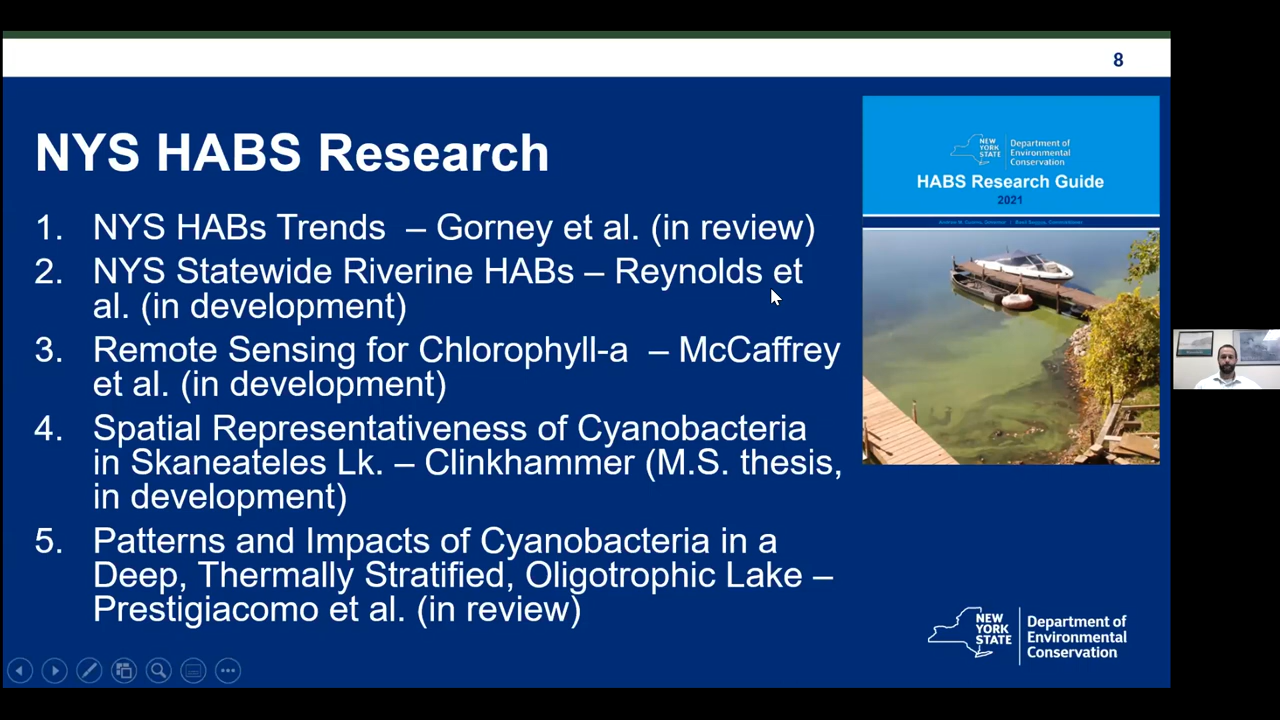 8
NYS HABS Research
1. NYS HABs Trends – Gorney et al. (in review)
2. NYS Statewide Riverine HABs – Reynolds et
al. (in development)
3. Remote Sensing for Chlorophyll-a – McCaffrey
et al. (in development)
4. Spatial Representativeness of Cyanobacteria
in Skaneateles Lk. – Clinkhammer (M.S. thesis,
in development)
5. Patterns and Impacts of Cyanobacteria in a
Deep, Thermally Stratified, Oligotrophic Lake –
Prestigiacomo et al. (in review)
NEW
YORK
STATE
Department of
Environmental
Conservation
HABS Research Guide
2021
NEW
YORK
STATE
Department of
Environmental
Conservation